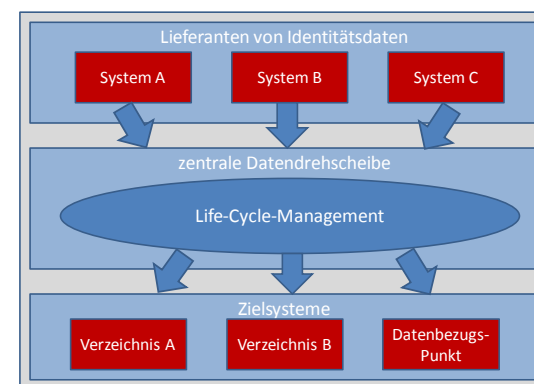 Lieferanten von Identitätsdaten
System A
System B
System C
zentrale Datendrehscheibe
Life-Cycle-Management
Zielsysteme
Verzeichnis A
Verzeichnis B
Datenbezugs-
Punkt